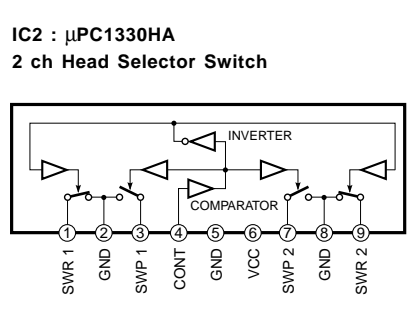 IC2 : µPC1330HA
2 ch Head Selector Switch
INVERTER
COMPARATOR
1 2 3 4 5 6 7 8 9
SWR 1 GND SWP 1 CONT GND VCC SWP 2 GND SWR 2